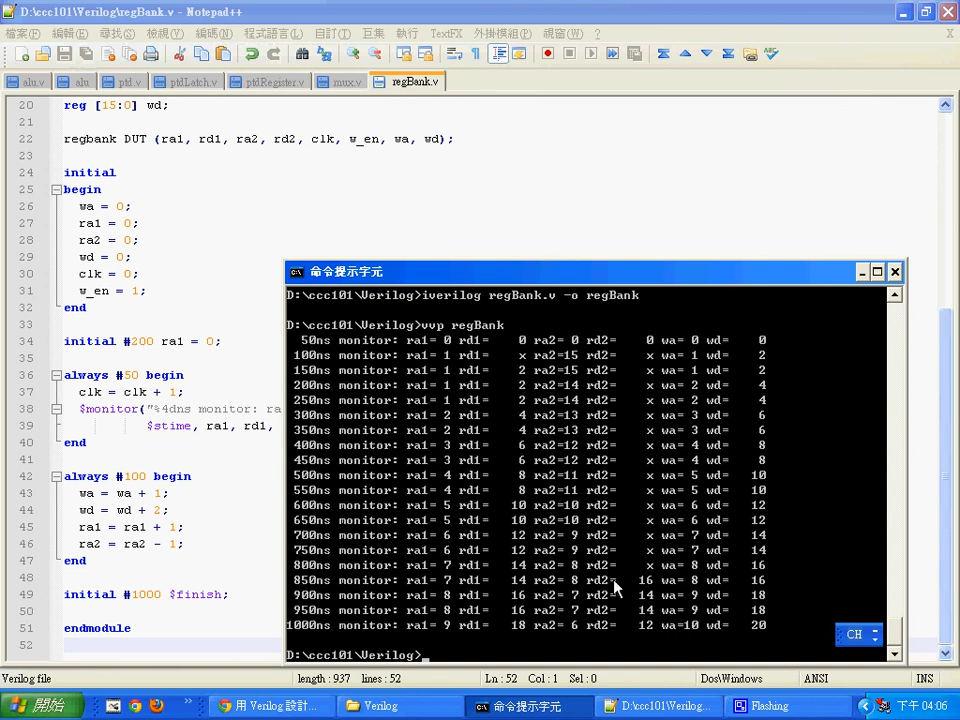 D:\ccc101\Verilog\regBank.v - Notepad++
檔案(F) 編輯(E) 尋找(S) 檢視(V) 編碼(N) 程式語言(L) 自訂(T) 巨集 執行 TextFX 外掛模組(P) 視窗(W) ? X
alu.v alu ptd.v ptdLatch.v ptdRegister.v mux.v regBank.v
20 reg [15:0] wd;
21
22 regbank DUT (ra1, rd1, ra2, rd2, clk, w_en, wa, wd);
23
24 initial
25 begin
26 wa = 0;
27 ra1 = 0;
28 ra2 = 0;
29 wd = 0;
30 clk = 0;
31 w_en = 1;
32 end
33
34 initial #200 ra1 = 0;
35
36 always #50 begin
37 clk = clk + 1;
38 $monitor("%4dns monitor: ra
39 $stime, ra1, rd1,
40 end
41
42 always #100 begin
43 wa = wa + 1;
44 wd = wd + 2;
45 ra1 = ra1 + 1;
46 ra2 = ra2 - 1;
47 end
48
49 initial #1000 $finish;
50
51 endmodule
52
命令提示字元
D:\ccc101\Verilog>iverilog regBank.v -o regBank
D:\ccc101\Verilog>vvp regBank
50ns monitor: ra1= 0 rd1= 0 ra2= 0 rd2= 0 wa= 0 wd= 0
100ns monitor: ra1= 1 rd1= x ra2=15 rd2= x wa= 1 wd= 2
150ns monitor: ra1= 1 rd1= 2 ra2=15 rd2= x wa= 1 wd= 2
200ns monitor: ra1= 1 rd1= 2 ra2=14 rd2= x wa= 2 wd= 4
250ns monitor: ra1= 1 rd1= 2 ra2=14 rd2= x wa= 2 wd= 4
300ns monitor: ra1= 2 rd1= 4 ra2=13 rd2= x wa= 3 wd= 6
350ns monitor: ra1= 2 rd1= 4 ra2=13 rd2= x wa= 3 wd= 6
400ns monitor: ra1= 3 rd1= 6 ra2=12 rd2= x wa= 4 wd= 8
450ns monitor: ra1= 3 rd1= 6 ra2=12 rd2= x wa= 4 wd= 8
500ns monitor: ra1= 4 rd1= 8 ra2=11 rd2= x wa= 5 wd= 10
550ns monitor: ra1= 4 rd1= 8 ra2=11 rd2= x wa= 5 wd= 10
600ns monitor: ra1= 5 rd1= 10 ra2=10 rd2= x wa= 6 wd= 12
650ns monitor: ra1= 5 rd1= 10 ra2=10 rd2= x wa= 6 wd= 12
700ns monitor: ra1= 6 rd1= 12 ra2= 9 rd2= x wa= 7 wd= 14
750ns monitor: ra1= 6 rd1= 12 ra2= 9 rd2= x wa= 7 wd= 14
800ns monitor: ra1= 7 rd1= 14 ra2= 8 rd2= x wa= 8 wd= 16
850ns monitor: ra1= 7 rd1= 14 ra2= 8 rd2= 16 wa= 8 wd= 16
900ns monitor: ra1= 8 rd1= 16 ra2= 7 rd2= 14 wa= 9 wd= 18
950ns monitor: ra1= 8 rd1= 16 ra2= 7 rd2= 14 wa= 9 wd= 18
1000ns monitor: ra1= 9 rd1= 18 ra2= 6 rd2= 12 wa=10 wd= 20
D:\ccc101\Verilog>_
CH
Verilog file length : 937 lines : 52 Ln : 52 Col : 1 Sel : 0 Dos\Windows ANSI INS
開始 用 Verilog 設計... Verilog 命令提示字元 D:\ccc101\Verilog... Flashing 下午 04:06